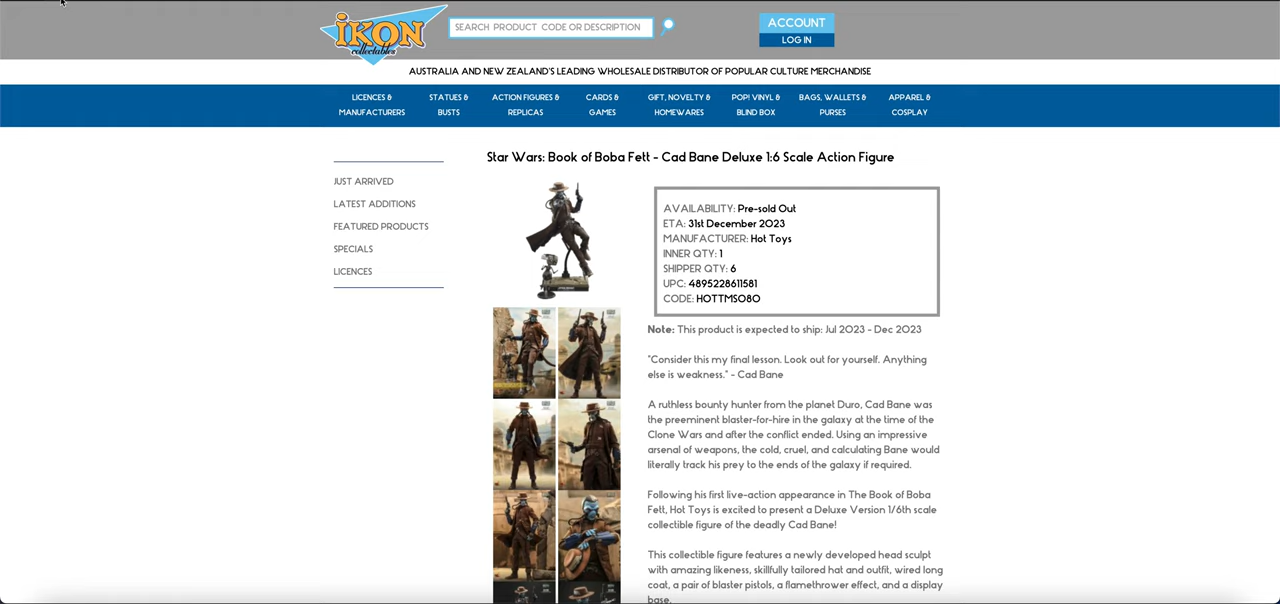 iKON
collectables
SEARCH PRODUCT CODE OR DESCRIPTION
ACCOUNT
LOG IN
AUSTRALIA AND NEW ZEALAND'S LEADING WHOLESALE DISTRIBUTOR OF POPULAR CULTURE MERCHANDISE
LICENCES &
MANUFACTURERS
STATUES &
BUSTS
ACTION FIGURES &
REPLICAS
CARDS &
GAMES
GIFT, NOVELTY &
HOMEWARES
POP! VINYL &
BLIND BOX
BAGS, WALLETS &
PURSES
APPAREL &
COSPLAY
JUST ARRIVED
LATEST ADDITIONS
FEATURED PRODUCTS
SPECIALS
LICENCES
Star Wars: Book of Boba Fett - Cad Bane Deluxe 1:6 Scale Action Figure
AVAILABILITY: Pre-sold Out
ETA: 31st December 2023
MANUFACTURER: Hot Toys
INNER QTY: 1
SHIPPER QTY: 6
UPC: 4895228611581
CODE: HOTTMS080
Note: This product is expected to ship: Jul 2023 - Dec 2023
"Consider this my final lesson. Look out for yourself. Anything
else is weakness." - Cad Bane
A ruthless bounty hunter from the planet Duro, Cad Bane was
the preeminent blaster-for-hire in the galaxy at the time of the
Clone Wars and after the conflict ended. Using an impressive
arsenal of weapons, the cold, cruel, and calculating Bane would
literally track his prey to the ends of the galaxy if required.
Following his first live-action appearance in The Book of Boba
Fett, Hot Toys is excited to present a Deluxe Version 1/6th scale
collectible figure of the deadly Cad Bane!
This collectible figure features a newly developed head sculpt
with amazing likeness, skillfully tailored hat and outfit, wired long
coat, a pair of blaster pistols, a flamethrower effect, and a display
base.